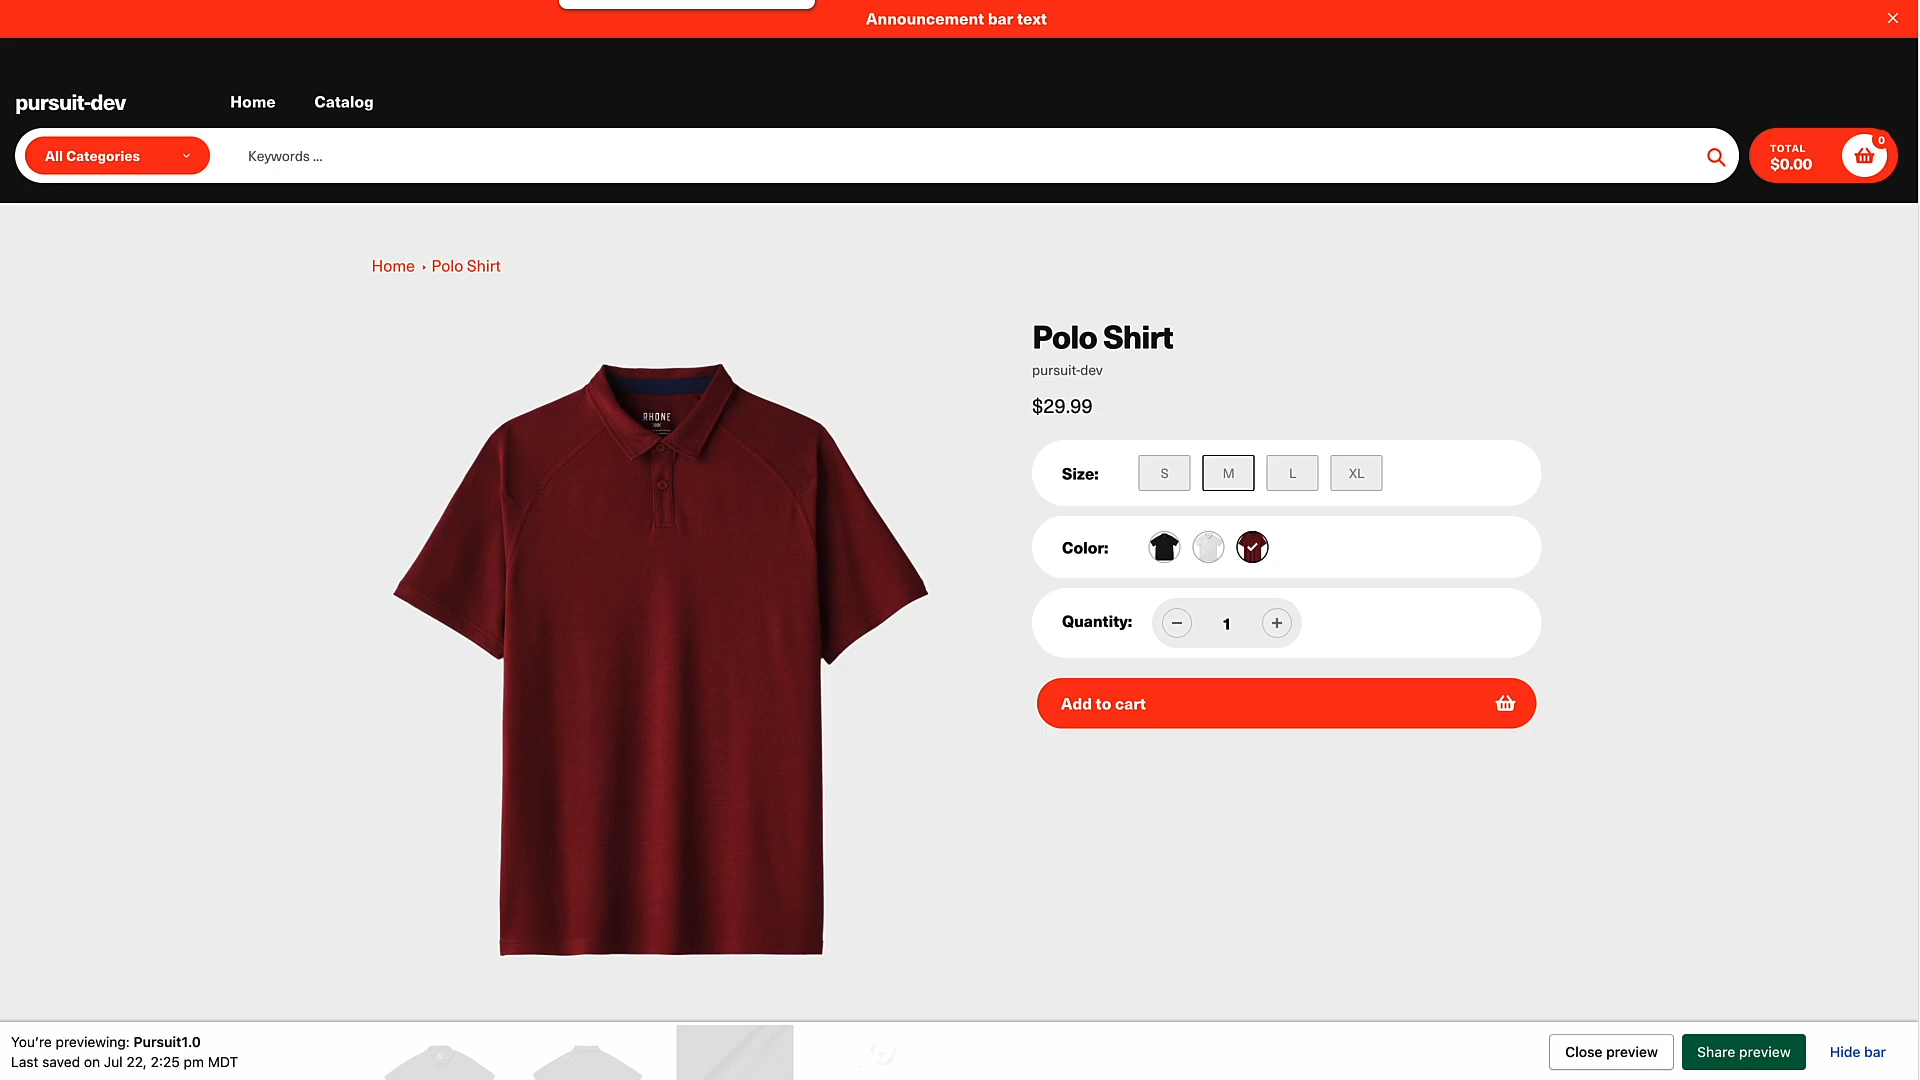 Announcement bar text
pursuit-dev
Home
Catalog
All Categories
Keywords ...
TOTAL
$0.00
0
Home › Polo Shirt
RHONE
Polo Shirt
pursuit-dev
$29.99
Size:
S
M
L
XL
Color:
Quantity:
1
Add to cart
You're previewing: Pursuit1.0
Last saved on Jul 22, 2:25 pm MDT
Close preview
Share preview
Hide bar